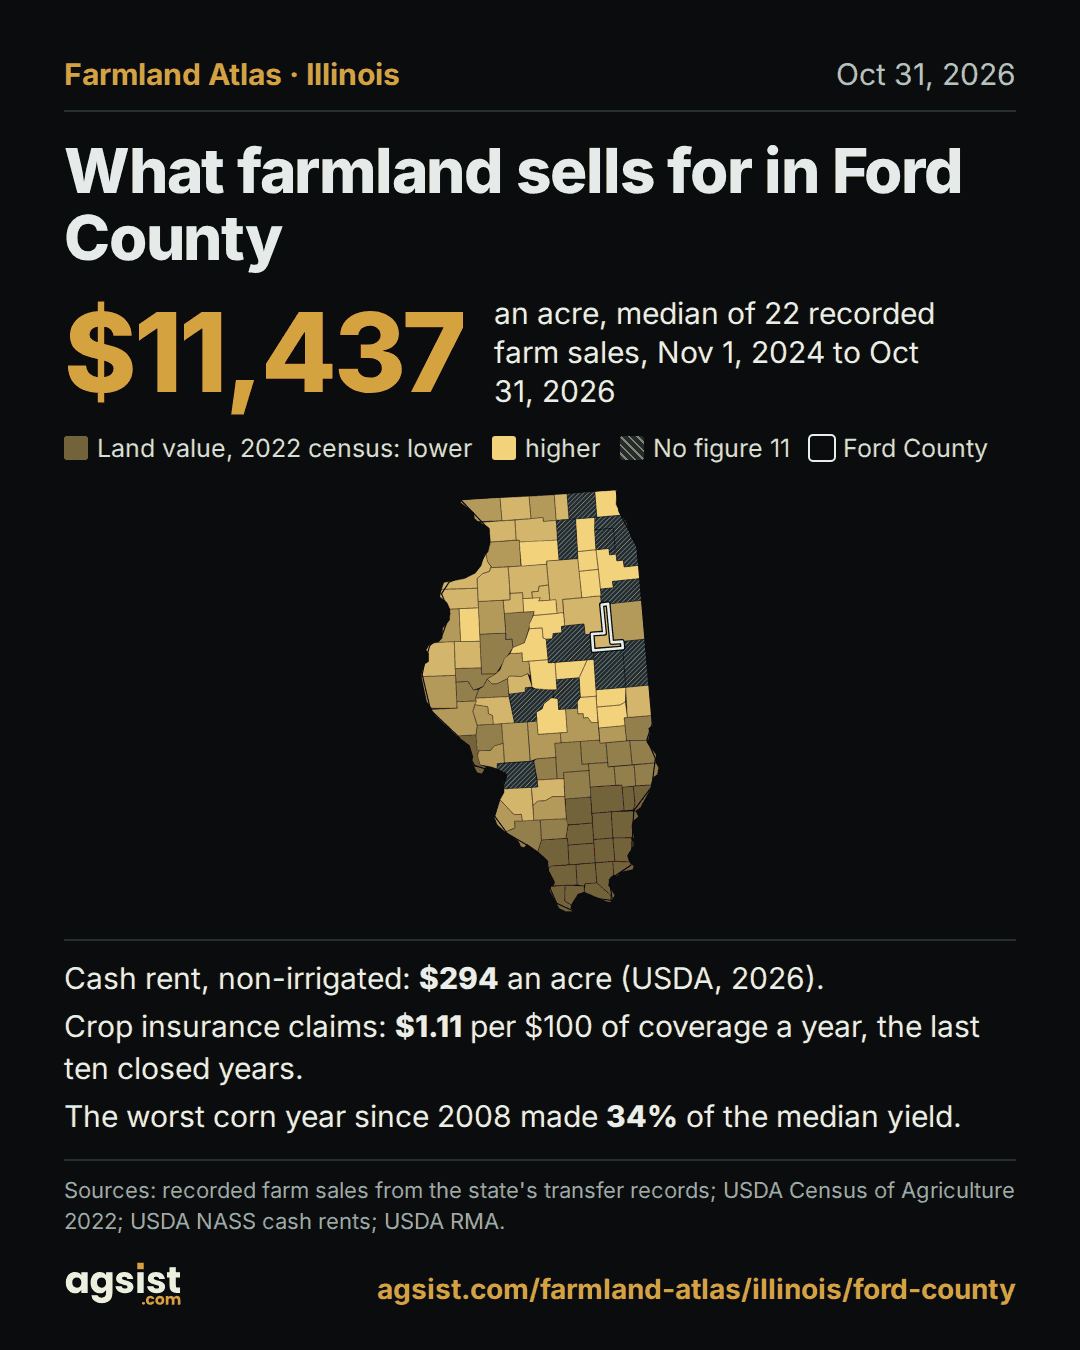 Farmland Atlas · Illinois
Oct 31, 2026
What farmland sells for in Ford
County
$11,437
an acre, median of 22 recorded
farm sales, Nov 1, 2024 to Oct
31, 2026
Land value, 2022 census: lower
higher
No figure 11
Ford County
Cash rent, non-irrigated: $294 an acre (USDA, 2026).
Crop insurance claims: $1.11 per $100 of coverage a year, the last
ten closed years.
The worst corn year since 2008 made 34% of the median yield.
Sources: recorded farm sales from the state's transfer records; USDA Census of Agriculture
2022; USDA NASS cash rents; USDA RMA.
agsist
.com
agsist.com/farmland-atlas/illinois/ford-county